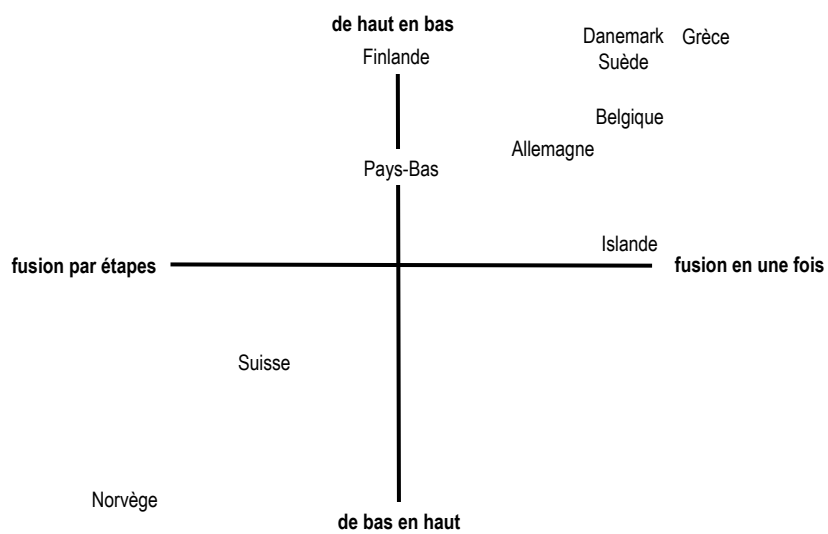 de haut en bas
Danemark Grèce
Finlande
Suède
Belgique
Allemagne
Pays-Bas
Islande
fusion par étapes
fusion en une fois
Suisse
Norvège
de bas en haut